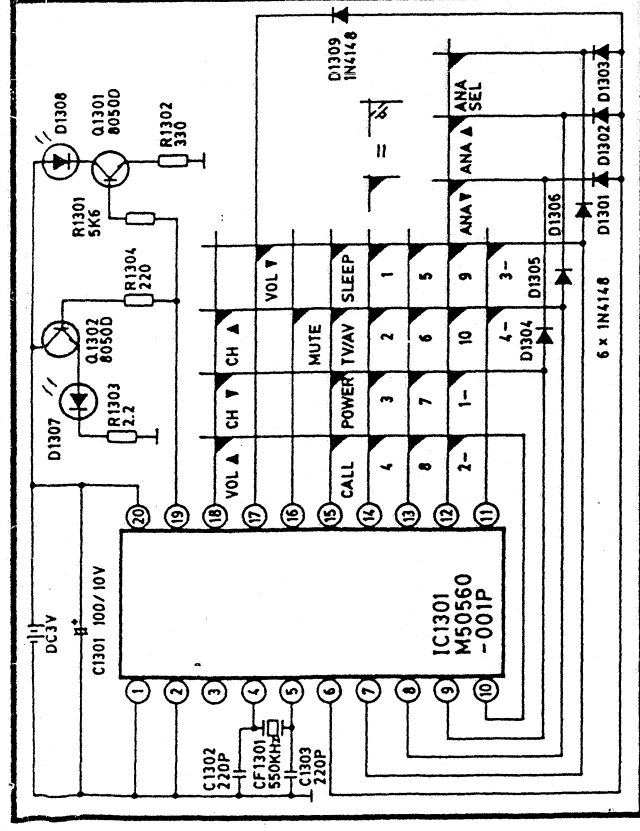 D1309
1N4148
D1308
Q1301
8050D
R1302
330
R1301
5K6
R1304
220
Q1302
8050D
D1307
R1303
2.2
DC3V
C1301 100/10V
=
ANA
SEL
ANA ▲
ANA ▼
D1303
D1302
D1301
D1306
D1305
D1304
6 × 1N4148
VOL ▼
SLEEP
1
5
9
3-
CH ▲
MUTE
TV/AV
2
6
10
4-
CH ▼
POWER
3
7
1-
VOL ▲
CALL
4
8
2-
20
19
18
17
16
15
14
13
12
11
IC1301
M50560
-001P
1
2
3
4
5
6
7
8
9
10
C1302
220P
CF1301
550KHz
C1303
220P